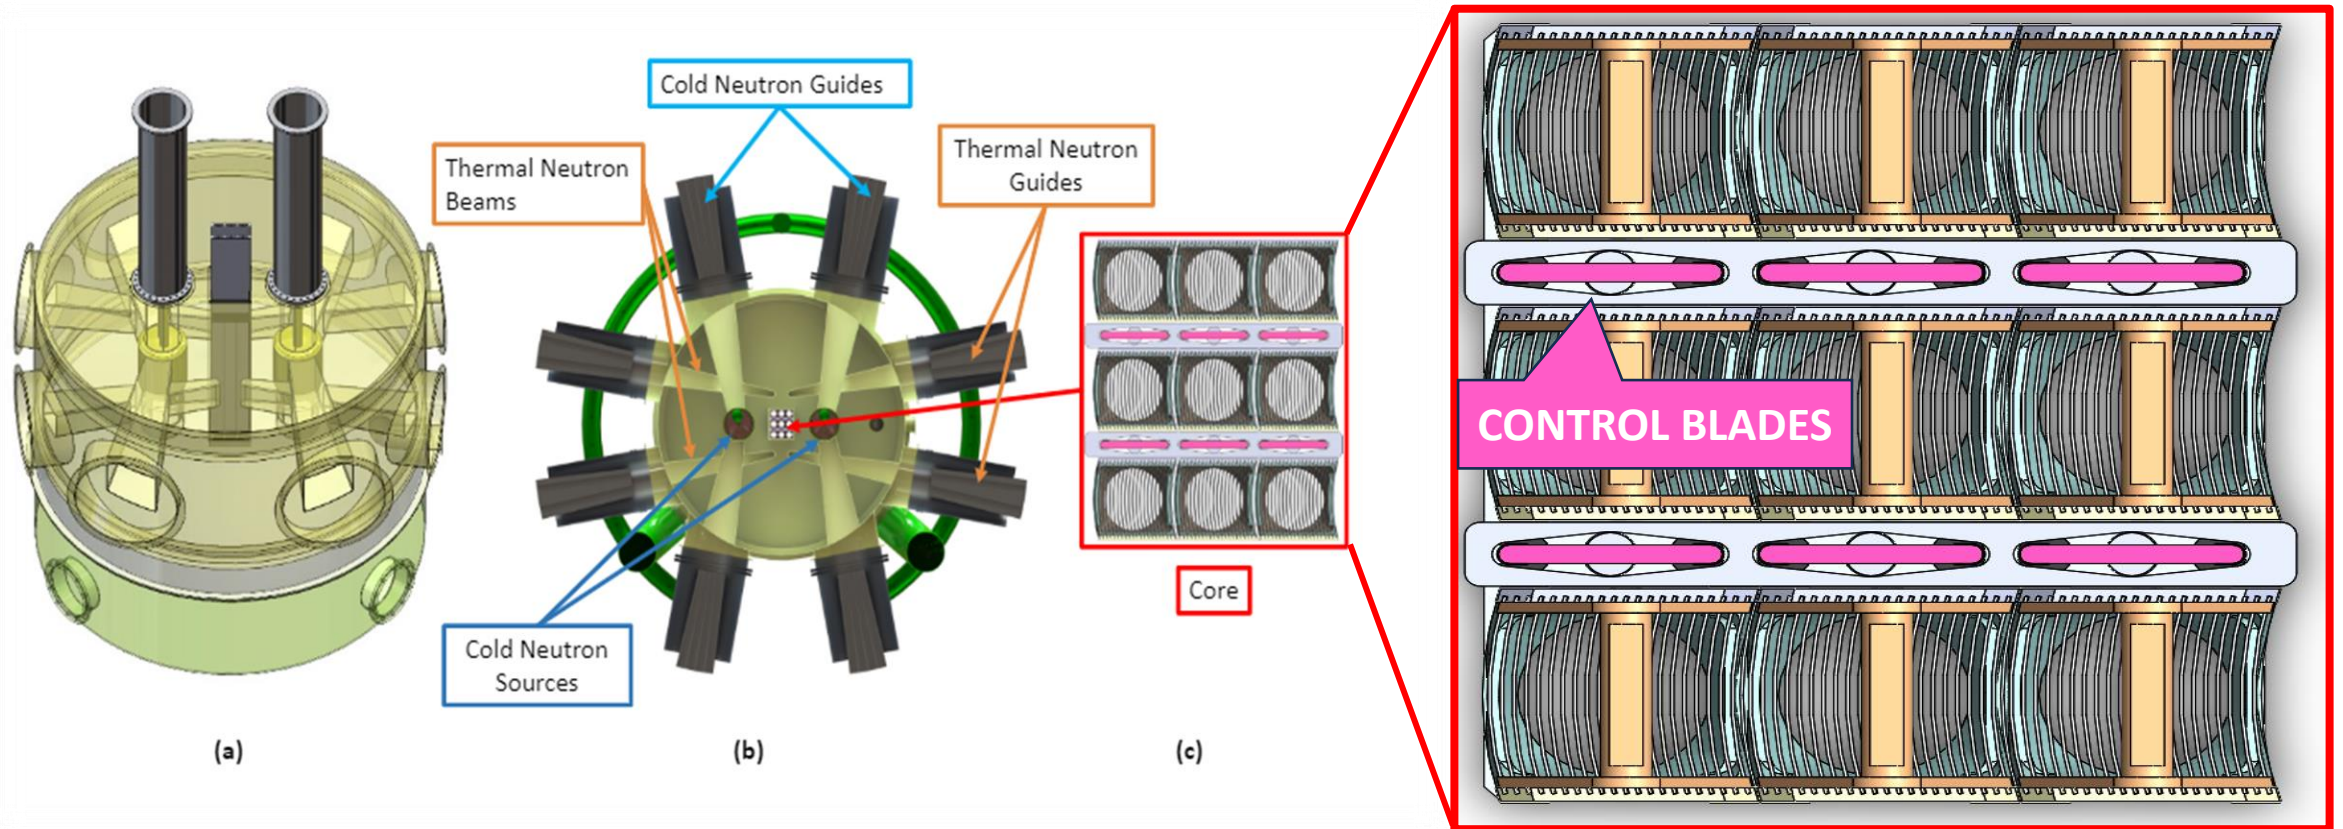 Cold Neutron Guides
Thermal Neutron
Beams
Thermal Neutron
Guides
CONTROL BLADES
Core
Cold Neutron
Sources
(a)
(b)
(c)